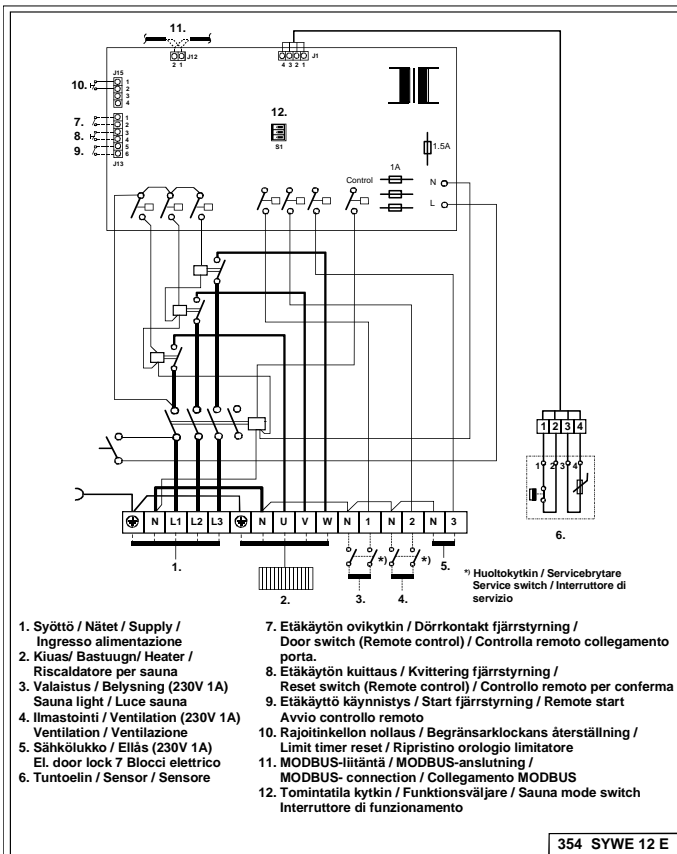 11.
J12
2 1
J1
4 3 2 1
J15
10.
1
2
3
4
12.
S1
7.
8.
9.
1
2
3
4
5
6
J13
1.5A
Control
1A
N
L
1 2 3 4
1 2 3 4
6.
N L1 L2 L3 N U V W N 1 N 2 N 3
*) *)
1.
2.
3.
4.
5.
*) Huoltokytkin / Servicebrytare
Service switch / Interruttore di
servizio
1. Syöttö / Nätet / Supply /
Ingresso alimentazione
2. Kiuas/ Bastuugn/ Heater /
Riscaldatore per sauna
3. Valaistus / Belysning (230V 1A)
Sauna light / Luce sauna
4. Ilmastointi / Ventilation (230V 1A)
Ventilation / Ventilazione
5. Sähkölukko / Ellås (230V 1A)
El. door lock 7 Blocci elettrico
6. Tuntoelin / Sensor / Sensore
7. Etäkäytön ovikytkin / Dörrkontakt fjärrstyrning /
Door switch (Remote control) / Controlla remoto collegamento
porta.
8. Etäkäytön kuittaus / Kvittering fjärrstyrning /
Reset switch (Remote control) / Controllo remoto per conferma
9. Etäkäyttö käynnistys / Start fjärrstyrning / Remote start
Avvio controllo remoto
10. Rajoitinkellon nollaus / Begränsarklockans återställning /
Limit timer reset / Ripristino orologio limitatore
11. MODBUS-liitäntä / MODBUS-anslutning /
MODBUS- connection / Collegamento MODBUS
12. Tomintatila kytkin / Funktionsväljare / Sauna mode switch
Interruttore di funzionamento
354 SYWE 12 E